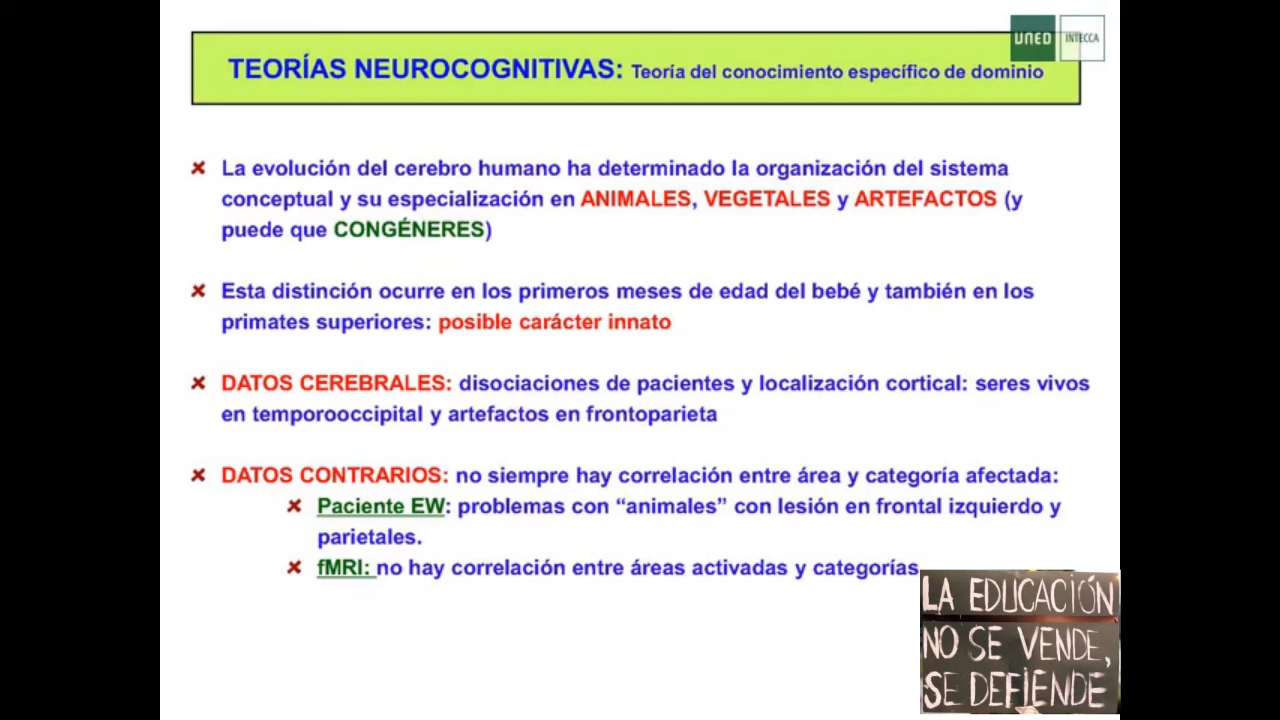 UNED INTECCA
TEORÍAS NEUROCOGNITIVAS: Teoría del conocimiento específico de dominio
✘ La evolución del cerebro humano ha determinado la organización del sistema
conceptual y su especialización en ANIMALES, VEGETALES y ARTEFACTOS (y
puede que CONGÉNERES)
✘ Esta distinción ocurre en los primeros meses de edad del bebé y también en los
primates superiores: posible carácter innato
✘ DATOS CEREBRALES: disociaciones de pacientes y localización cortical: seres vivos
en temporooccipital y artefactos en frontoparieta
✘ DATOS CONTRARIOS: no siempre hay correlación entre área y categoría afectada:
✘ Paciente EW: problemas con “animales” con lesión en frontal izquierdo y
parietales.
✘ fMRI: no hay correlación entre áreas activadas y categorías
LA EDUCACIÓN
NO SE VENDE,
SE DEFIENDE